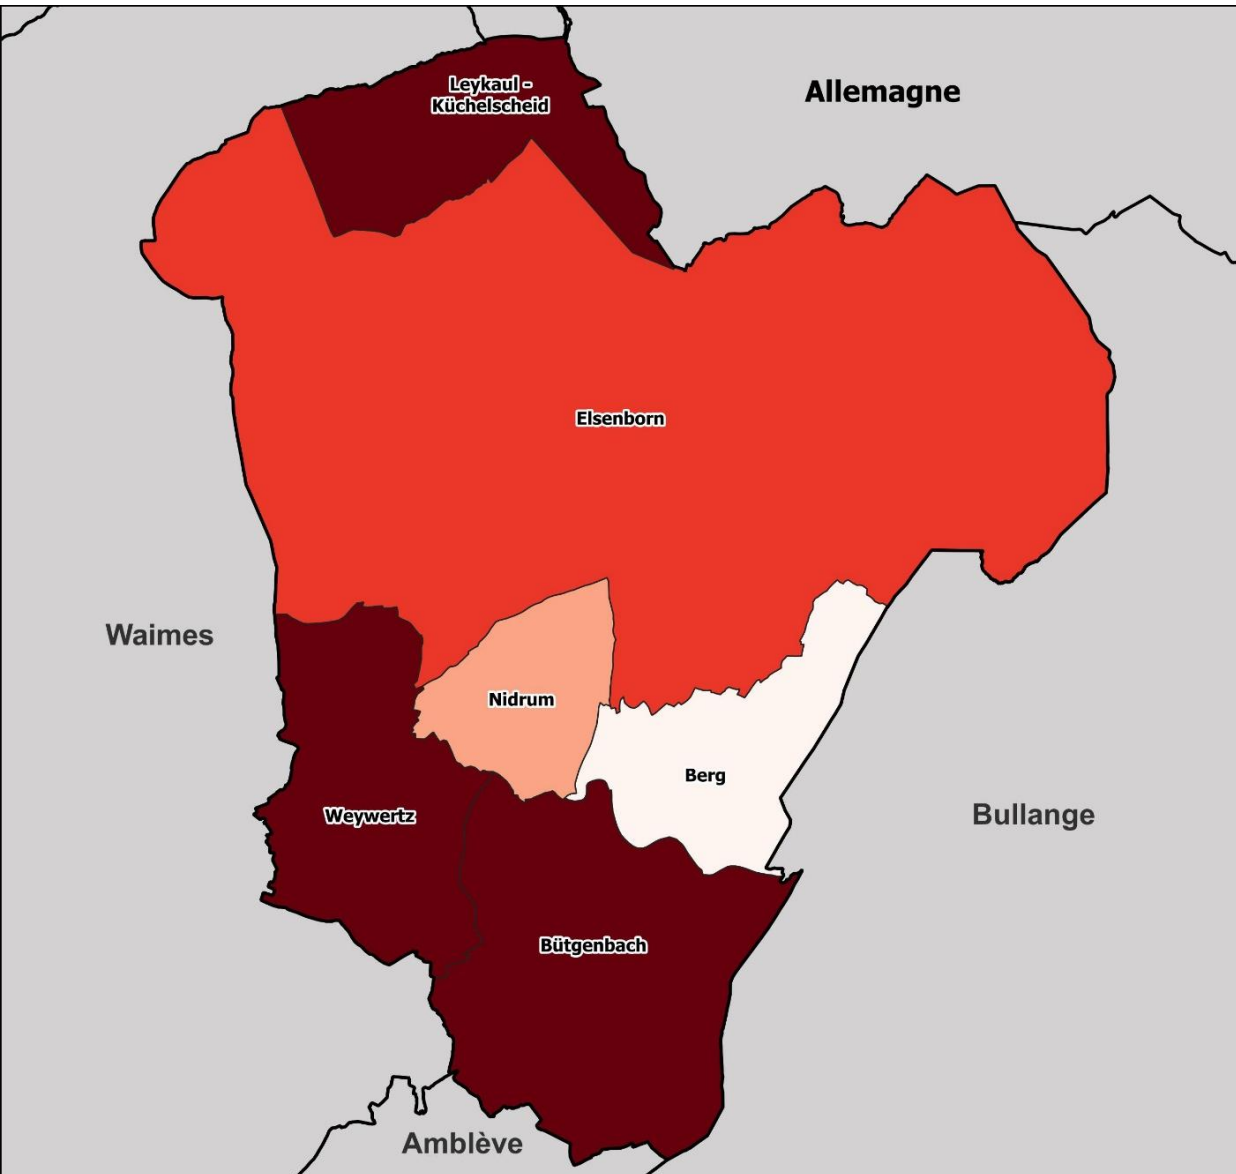 Leykaul -
Küchelscheid
Allemagne
Elsenborn
Waimes
Nidrum
Berg
Weywertz
Bullange
Bütgenbach
Amblève